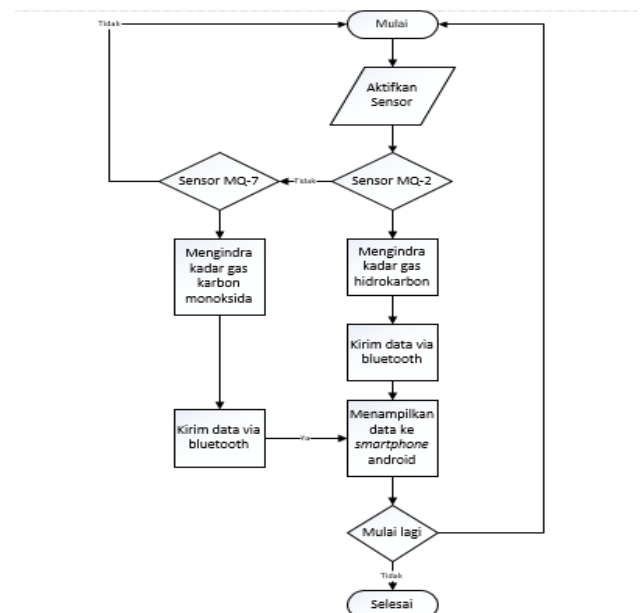 Tidak
Mulai
Aktifkan
Sensor
Sensor MQ-7
Tidak
Sensor MQ-2
Mengindra
kadar gas
karbon
monoksida
Mengindra
kadar gas
hidrokarbon
Kirim data via
bluetooth
Kirim data via
bluetooth
Ya
Menampilkan
data ke
smartphone
android
Mulai lagi
Tidak
Selesai